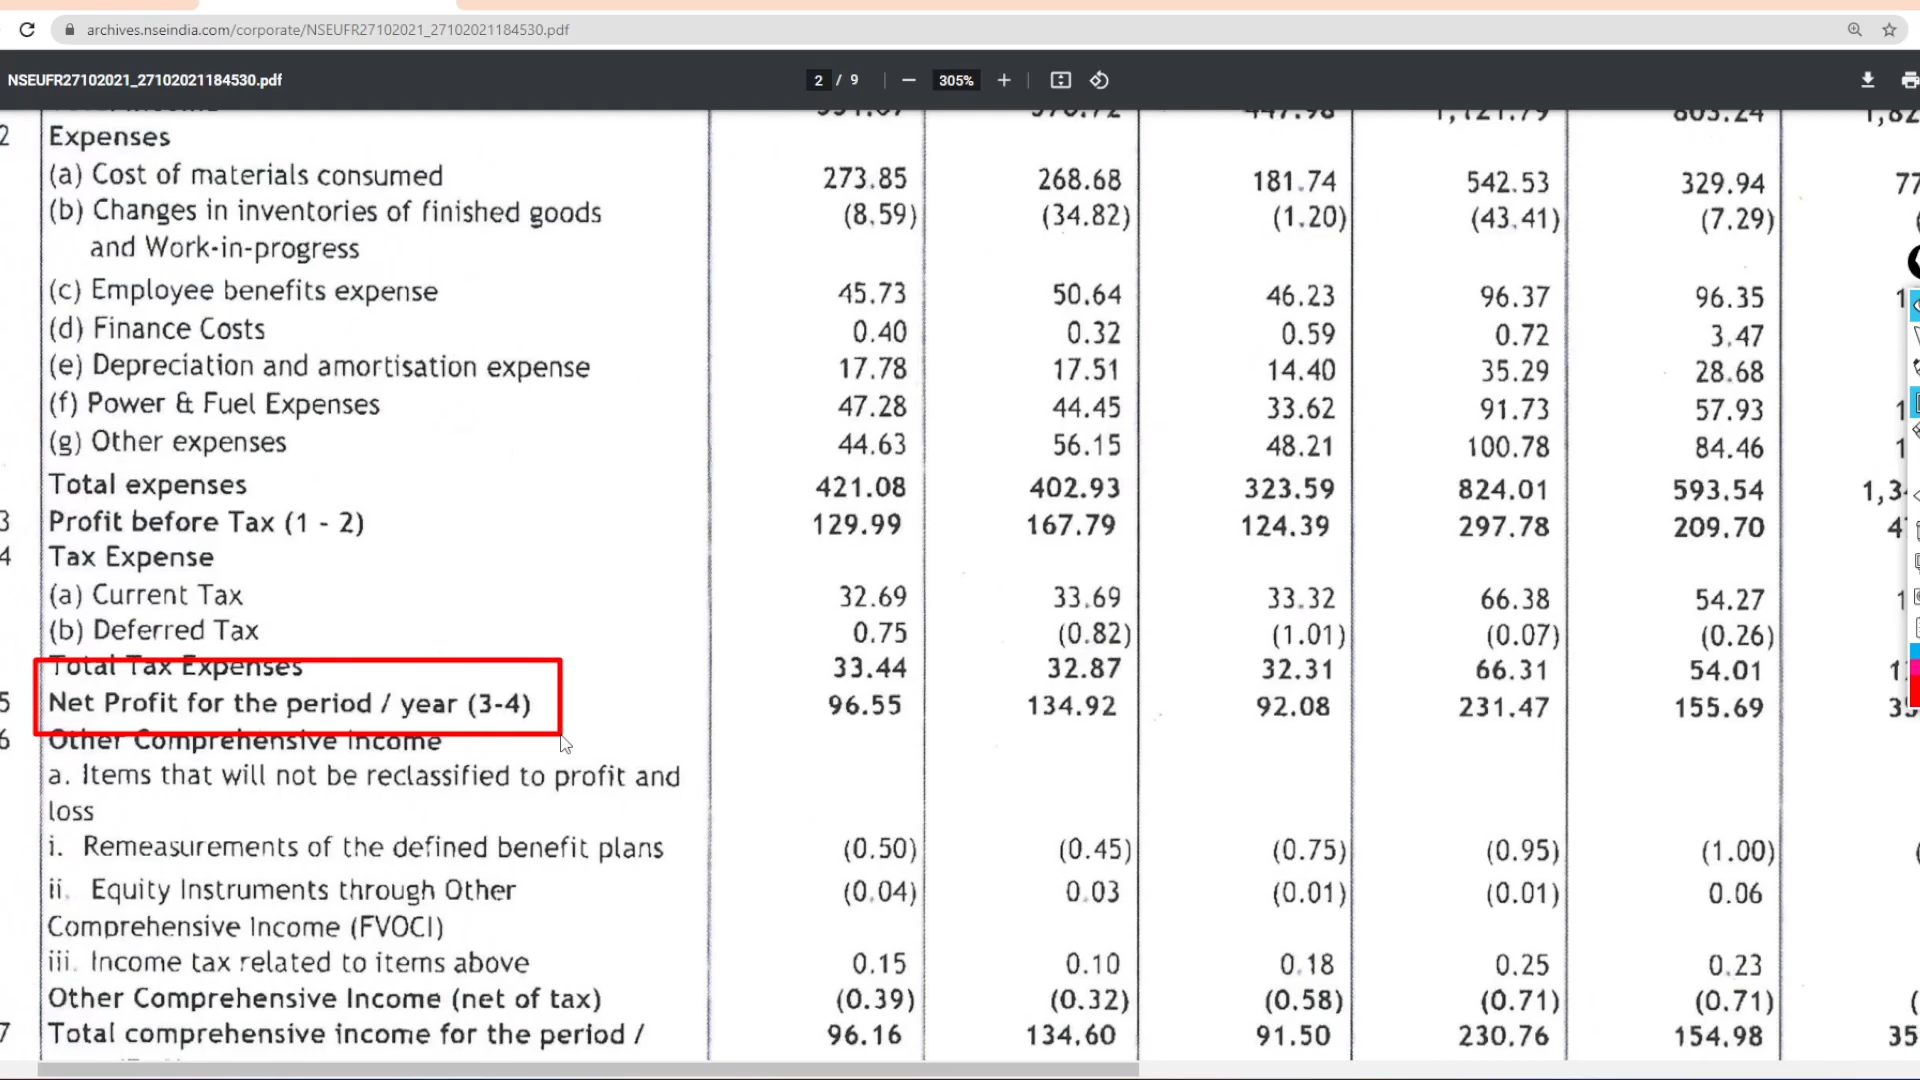 archives.nseindia.com/corporate/NSEUFR27102021_27102021184530.pdf
NSEUFR27102021_27102021184530.pdf 2 / 9 305%
2 Expenses
(a) Cost of materials consumed 273.85 268.68 181.74 542.53 329.94 77
(b) Changes in inventories of finished goods (8.59) (34.82) (1.20) (43.41) (7.29) (
and Work-in-progress
(c) Employee benefits expense 45.73 50.64 46.23 96.37 96.35 1
(d) Finance Costs 0.40 0.32 0.59 0.72 3.47
(e) Depreciation and amortisation expense 17.78 17.51 14.40 35.29 28.68
(f) Power & Fuel Expenses 47.28 44.45 33.62 91.73 57.93 1
(g) Other expenses 44.63 56.15 48.21 100.78 84.46 1
Total expenses 421.08 402.93 323.59 824.01 593.54 1,3
3 Profit before Tax (1 - 2) 129.99 167.79 124.39 297.78 209.70 4
4 Tax Expense
(a) Current Tax 32.69 33.69 33.32 66.38 54.27 1
(b) Deferred Tax 0.75 (0.82) (1.01) (0.07) (0.26)
Total Tax Expenses 33.44 32.87 32.31 66.31 54.01 1
5 Net Profit for the period / year (3-4) 96.55 134.92 92.08 231.47 155.69 3
6 Other Comprehensive Income
a. Items that will not be reclassified to profit and
loss
i. Remeasurements of the defined benefit plans (0.50) (0.45) (0.75) (0.95) (1.00) (
ii. Equity Instruments through Other (0.04) 0.03 (0.01) (0.01) 0.06
Comprehensive Income (FVOCI)
iii. Income tax related to items above 0.15 0.10 0.18 0.25 0.23
Other Comprehensive Income (net of tax) (0.39) (0.32) (0.58) (0.71) (0.71) (
7 Total comprehensive income for the period / 96.16 134.60 91.50 230.76 154.98 35